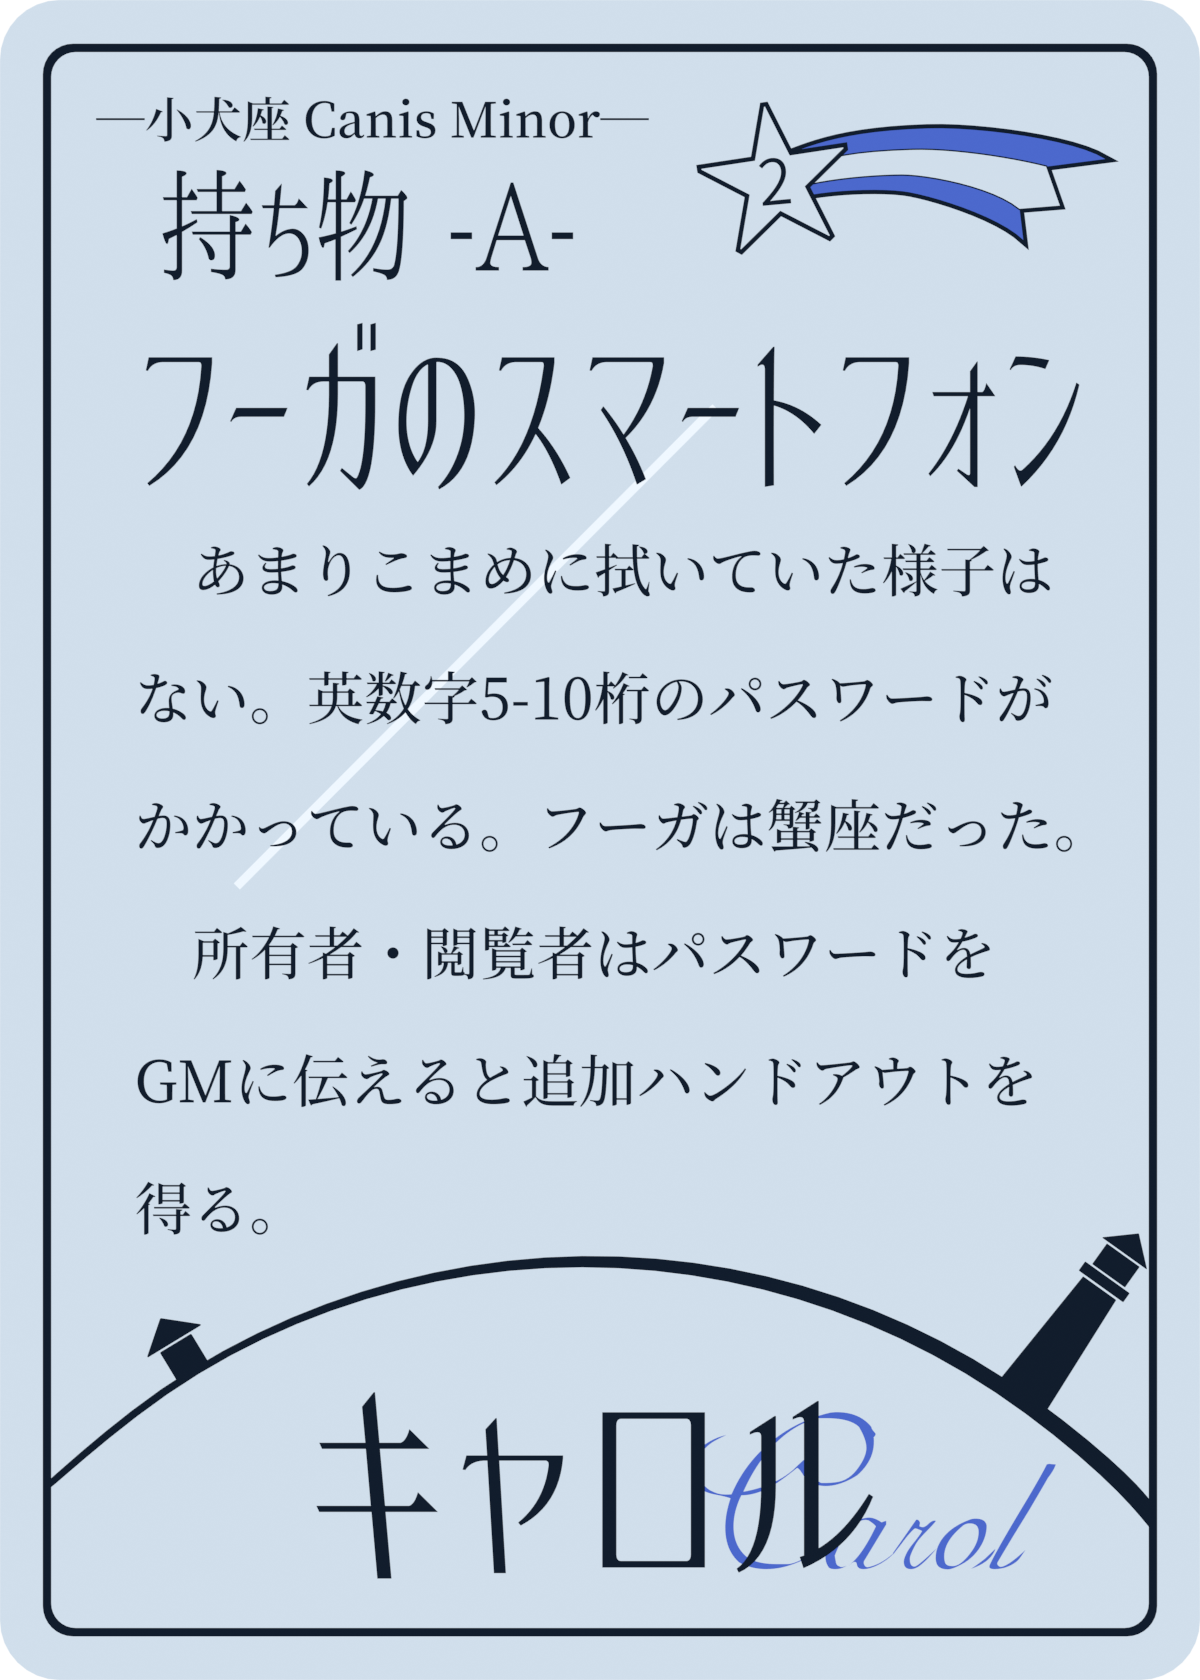 ―小犬座 Canis Minor―
2
持ち物 -A-
フーガのスマートフォン
あまりこまめに拭いていた様子は
ない。英数字5-10桁のパスワードが
かかっている。フーガは蟹座だった。
所有者・閲覧者はパスワードを
GMに伝えると追加ハンドアウトを
得る。
キャロル
Carol